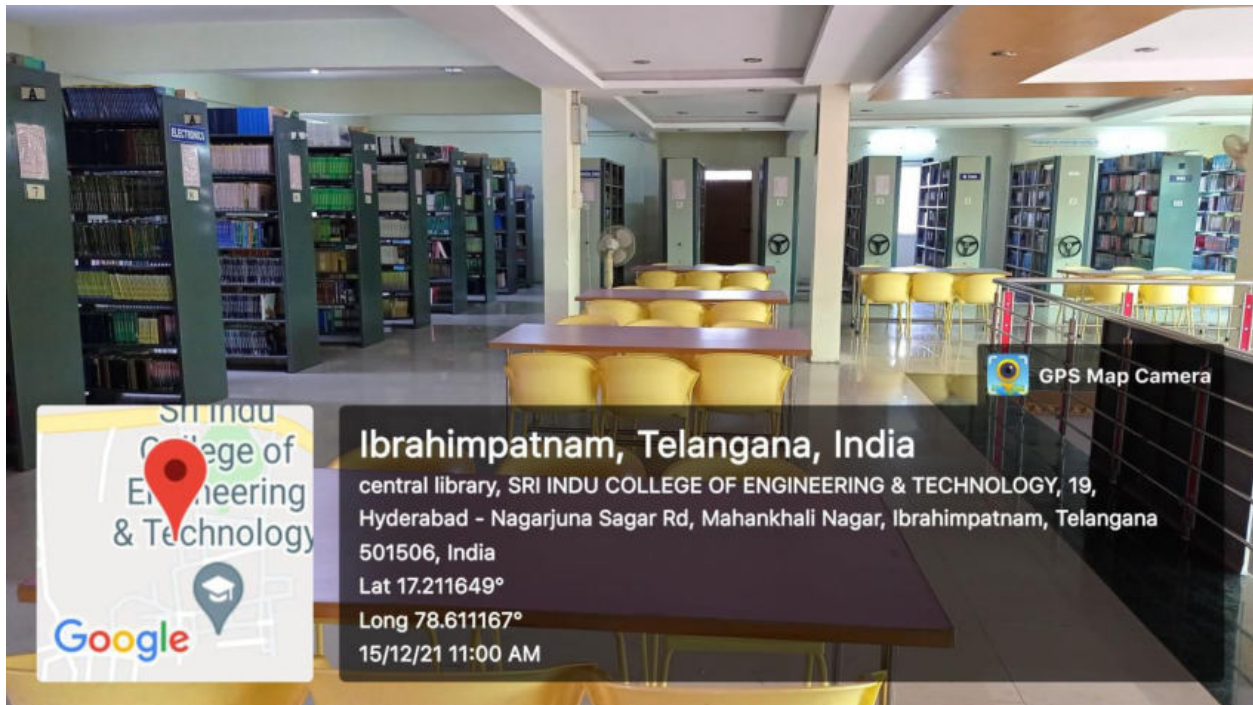 A
7
ELECTRONICS
GPS Map Camera
Sri Indu
College of
Engineering
& Technology
Google
Ibrahimpatnam, Telangana, India
central library, SRI INDU COLLEGE OF ENGINEERING & TECHNOLOGY, 19,
Hyderabad - Nagarjuna Sagar Rd, Mahankhali Nagar, Ibrahimpatnam, Telangana
501506, India
Lat 17.211649°
Long 78.611167°
15/12/21 11:00 AM